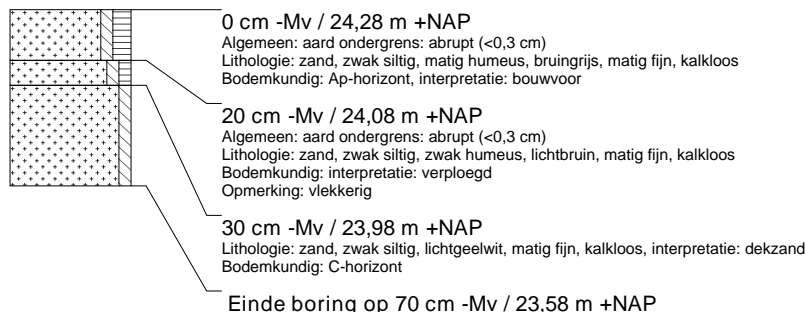 0 cm -Mv / 24,28 m +NAP
Algemeen: aard ondergrens: abrupt (<0,3 cm)
Lithologie: zand, zwak siltig, matig humeus, bruingrijs, matig fijn, kalkloos
Bodemkundig: Ap-horizont, interpretatie: bouwvoor
20 cm -Mv / 24,08 m +NAP
Algemeen: aard ondergrens: abrupt (<0,3 cm)
Lithologie: zand, zwak siltig, zwak humeus, lichtbruin, matig fijn, kalkloos
Bodemkundig: interpretatie: verploegd
Opmerking: vlekkerig
30 cm -Mv / 23,98 m +NAP
Lithologie: zand, zwak siltig, lichtgeelwit, matig fijn, kalkloos, interpretatie: dekzand
Bodemkundig: C-horizont
Einde boring op 70 cm -Mv / 23,58 m +NAP